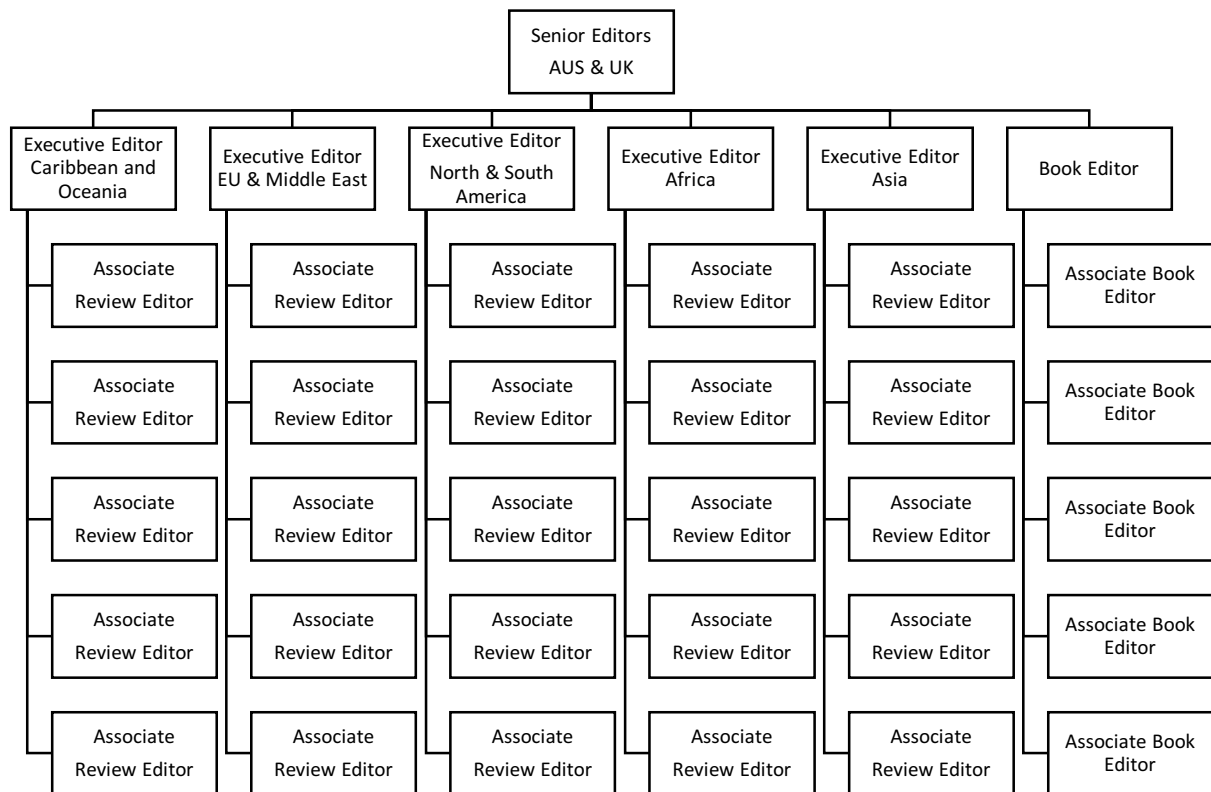 Senior Editors
AUS & UK
Executive Editor
Caribbean and
Oceania
Executive Editor
EU & Middle East
Executive Editor
North & South
America
Executive Editor
Africa
Executive Editor
Asia
Book Editor
Associate
Review Editor
Associate
Review Editor
Associate
Review Editor
Associate
Review Editor
Associate
Review Editor
Associate Book
Editor
Associate
Review Editor
Associate
Review Editor
Associate
Review Editor
Associate
Review Editor
Associate
Review Editor
Associate Book
Editor
Associate
Review Editor
Associate
Review Editor
Associate
Review Editor
Associate
Review Editor
Associate
Review Editor
Associate Book
Editor
Associate
Review Editor
Associate
Review Editor
Associate
Review Editor
Associate
Review Editor
Associate
Review Editor
Associate Book
Editor
Associate
Review Editor
Associate
Review Editor
Associate
Review Editor
Associate
Review Editor
Associate
Review Editor
Associate Book
Editor